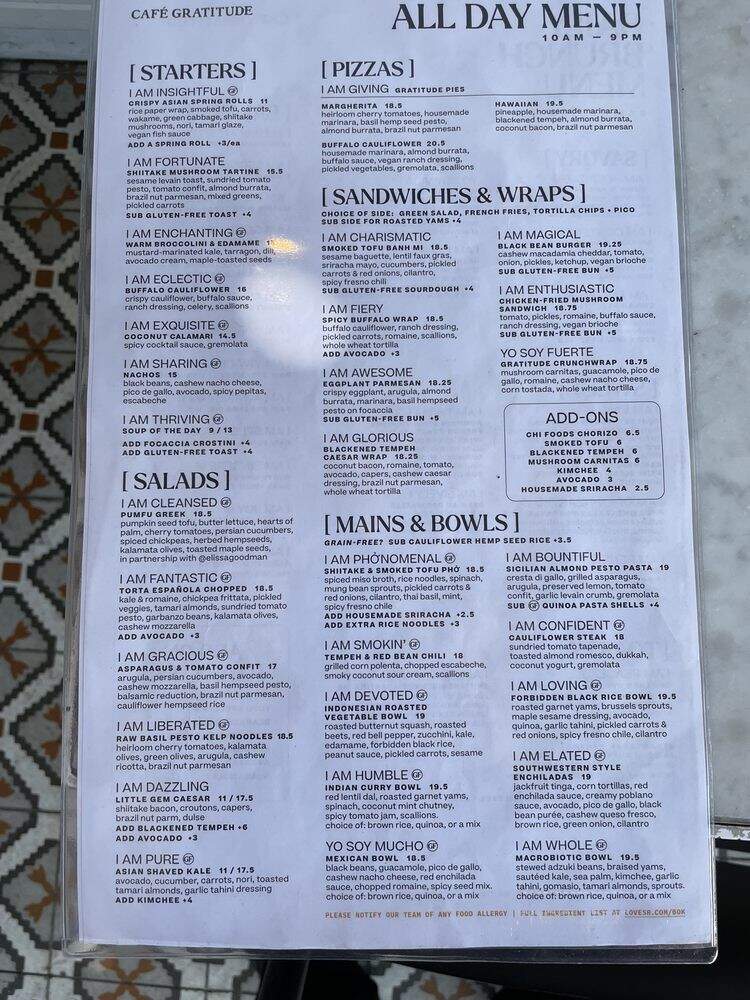 CAFÉ GRATITUDE
ALL DAY MENU
10AM – 9PM
[ STARTERS ]
I AM INSIGHTFUL GF
CRISPY ASIAN SPRING ROLLS 11
rice paper wrap, smoked tofu, carrots,
wakame, green cabbage, shiitake
mushrooms, nori, tamari glaze,
vegan fish sauce
ADD A SPRING ROLL +3/ea
I AM FORTUNATE
SHIITAKE MUSHROOM TARTINE 15.5
sesame levain toast, sundried tomato
pesto, tomato confit, almond burrata,
brazil nut parmesan, mixed greens,
pickled carrots
SUB GLUTEN-FREE TOAST +4
I AM ENCHANTING GF
WARM BROCCOLINI & EDAMAME
mustard-marinated kale, tarragon, dill,
avocado cream, maple-toasted seeds
I AM ECLECTIC GF
BUFFALO CAULIFLOWER 16
crispy cauliflower, buffalo sauce,
ranch dressing, celery, scallions
I AM EXQUISITE GF
COCONUT CALAMARI 14.5
spicy cocktail sauce, gremolata
I AM SHARING GF
NACHOS 15
black beans, cashew nacho cheese,
pico de gallo, avocado, spicy pepitas,
escabeche
I AM THRIVING GF
SOUP OF THE DAY 9 / 13
ADD FOCACCIA CROSTINI +4
ADD GLUTEN-FREE TOAST +4
[ SALADS ]
I AM CLEANSED GF
PUMFU GREEK 18.5
pumpkin seed tofu, butter lettuce, hearts of
palm, cherry tomatoes, persian cucumbers,
spiced chickpeas, herbed hempseeds,
kalamata olives, toasted maple seeds,
in partnership with @elissagoodman
I AM FANTASTIC GF
TORTA ESPAÑOLA CHOPPED 18.5
kale & romaine, chickpea frittata, pickled
veggies, tamari almonds, sundried tomato
pesto, garbanzo beans, kalamata olives,
cashew mozzarella
ADD AVOCADO +3
I AM GRACIOUS GF
ASPARAGUS & TOMATO CONFIT 17
arugula, persian cucumbers, avocado,
cashew mozzarella, basil hempseed pesto,
balsamic reduction, brazil nut parmesan,
cauliflower hempseed rice
I AM LIBERATED GF
RAW BASIL PESTO KELP NOODLES 18.5
heirloom cherry tomatoes, kalamata
olives, green olives, arugula, cashew
ricotta, brazil nut parmesan
I AM DAZZLING
LITTLE GEM CAESAR 11 / 17.5
shiitake bacon, croutons, capers,
brazil nut parm, dulse
ADD BLACKENED TEMPEH +6
ADD AVOCADO +3
I AM PURE GF
ASIAN SHAVED KALE 11 / 17.5
avocado, cucumber, carrots, nori, toasted
tamari almonds, garlic tahini dressing
ADD KIMCHEE +4
[ PIZZAS ]
I AM GIVING GRATITUDE PIES
MARGHERITA 18.5
heirloom cherry tomatoes, housemade
marinara, basil hemp seed pesto,
almond burrata, brazil nut parmesan
BUFFALO CAULIFLOWER 20.5
housemade marinara, almond burrata,
buffalo sauce, vegan ranch dressing,
pickled vegetables, gremolata, scallions
HAWAIIAN 19.5
pineapple, housemade marinara,
blackened tempeh, almond burrata,
coconut bacon, brazil nut parmesan
[ SANDWICHES & WRAPS ]
CHOICE OF SIDE: GREEN SALAD, FRENCH FRIES, TORTILLA CHIPS + PICO
SUB SIDE FOR ROASTED YAMS +4
I AM CHARISMATIC
SMOKED TOFU BANH MI 18.5
sesame baguette, lentil faux gras,
sriracha mayo, cucumbers, pickled
carrots & red onions, cilantro,
spicy fresno chili
SUB GLUTEN-FREE SOURDOUGH +4
I AM FIERY
SPICY BUFFALO WRAP 18.5
buffalo cauliflower, ranch dressing,
pickled carrots, romaine, scallions,
whole wheat tortilla
ADD AVOCADO +3
I AM AWESOME
EGGPLANT PARMESAN 18.25
crispy eggplant, arugula, almond
burrata, marinara, basil hempseed
pesto on focaccia
SUB GLUTEN-FREE BUN +5
I AM GLORIOUS
BLACKENED TEMPEH
CAESAR WRAP 18.25
coconut bacon, romaine, tomato,
avocado, capers, cashew caesar
dressing, brazil nut parmesan,
whole wheat tortilla
I AM MAGICAL
BLACK BEAN BURGER 19.25
cashew macadamia cheddar, tomato,
onion, pickles, ketchup, vegan brioche
SUB GLUTEN-FREE BUN +5
I AM ENTHUSIASTIC
CHICKEN-FRIED MUSHROOM
SANDWICH 18.75
tomato, pickles, romaine, buffalo sauce,
ranch dressing, vegan brioche
SUB GLUTEN-FREE BUN +5
YO SOY FUERTE
GRATITUDE CRUNCHWRAP 18.75
mushroom carnitas, guacamole, pico de
gallo, romaine, cashew nacho cheese,
corn tostada, whole wheat tortilla
ADD-ONS
CHI FOODS CHORIZO 6.5
SMOKED TOFU 6
BLACKENED TEMPEH 6
MUSHROOM CARNITAS 6
KIMCHEE 4
AVOCADO 3
HOUSEMADE SRIRACHA 2.5
[ MAINS & BOWLS ]
GRAIN-FREE? SUB CAULIFLOWER HEMP SEED RICE +3.5
I AM PHỞNOMENAL GF
SHIITAKE & SMOKED TOFU PHỞ 18.5
spiced miso broth, rice noodles, spinach,
mung bean sprouts, pickled carrots &
red onions, cilantro, thai basil, mint,
spicy fresno chile
ADD HOUSEMADE SRIRACHA +2.5
ADD EXTRA RICE NOODLES +3
I AM SMOKIN' GF
TEMPEH & RED BEAN CHILI 18
grilled corn polenta, chopped escabeche,
smoky coconut sour cream, scallions
I AM DEVOTED GF
INDONESIAN ROASTED
VEGETABLE BOWL 19
roasted butternut squash, roasted
beets, red bell pepper, zucchini, kale,
edamame, forbidden black rice,
peanut sauce, pickled carrots, sesame
I AM HUMBLE GF
INDIAN CURRY BOWL 19.5
red lentil dal, roasted garnet yams,
spinach, coconut mint chutney,
spicy tomato jam, scallions.
choice of: brown rice, quinoa, or a mix
YO SOY MUCHO GF
MEXICAN BOWL 18.5
black beans, guacamole, pico de gallo,
cashew nacho cheese, red enchilada
sauce, chopped romaine, spicy seed mix.
choice of: brown rice, quinoa, or a mix
I AM BOUNTIFUL
SICILIAN ALMOND PESTO PASTA 19
cresta di gallo, grilled asparagus,
arugula, preserved lemon, tomato
confit, garlic levain crumb, gremolata
SUB GF QUINOA PASTA SHELLS +4
I AM CONFIDENT GF
CAULIFLOWER STEAK 18
sundried tomato tapenade,
toasted almond romesco, dukkah,
coconut yogurt, gremolata
I AM LOVING GF
FORBIDDEN BLACK RICE BOWL 19.5
roasted garnet yams, brussels sprouts,
maple sesame dressing, avocado,
quinoa, garlic tahini, pickled carrots &
red onions, spicy fresno chile, cilantro
I AM ELATED GF
SOUTHWESTERN STYLE
ENCHILADAS 19
jackfruit tinga, corn tortillas, red
enchilada sauce, creamy poblano
sauce, avocado, pico de gallo, black
bean purée, cashew queso fresco,
brown rice, green onion, cilantro
I AM WHOLE GF
MACROBIOTIC BOWL 19.5
stewed adzuki beans, braised yams,
sautéed kale, sea palm, kimchee, garlic
tahini, gomasio, tamari almonds, sprouts.
choice of: brown rice, quinoa, or a mix
PLEASE NOTIFY OUR TEAM OF ANY FOOD ALLERGY | FULL INGREDIENT LIST AT LOVESR.COM/BOK